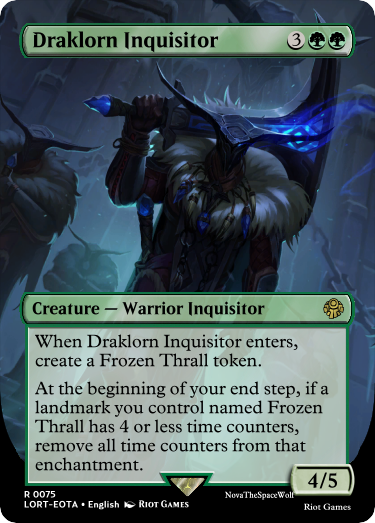 Draklorn Inquisitor 3
Creature — Warrior Inquisitor
When Draklorn Inquisitor enters,
create a Frozen Thrall token.
At the beginning of your end step, if a
landmark you control named Frozen
Thrall has 4 or less time counters,
remove all time counters from that
enchantment.
4/5
R 0075
LORT-EOTA • English Riot Games
NovaTheSpaceWolf
Riot Games